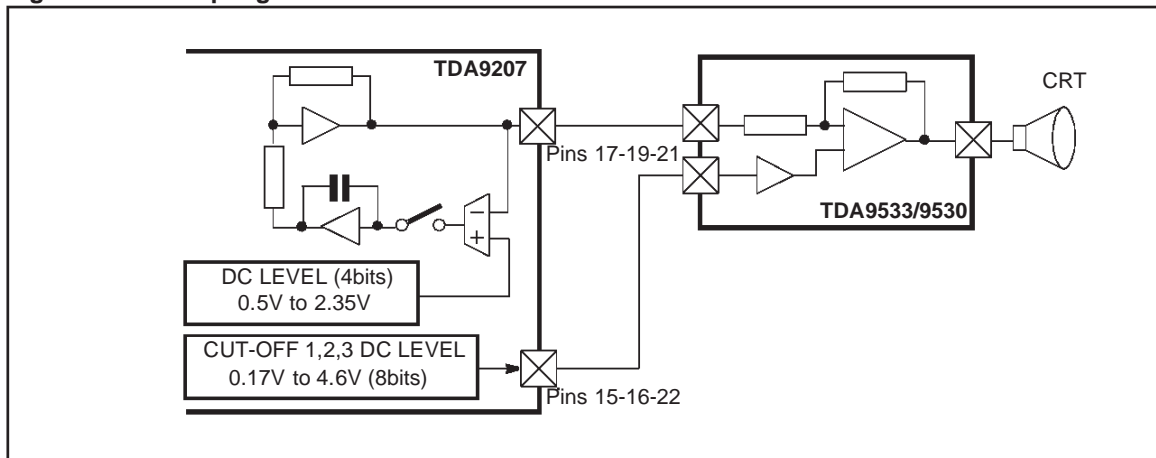 TDA9207
CRT
Pins 17-19-21
TDA9533/9530
DC LEVEL (4bits)
0.5V to 2.35V
CUT-OFF 1,2,3 DC LEVEL
0.17V to 4.6V (8bits)
Pins 15-16-22
−
+